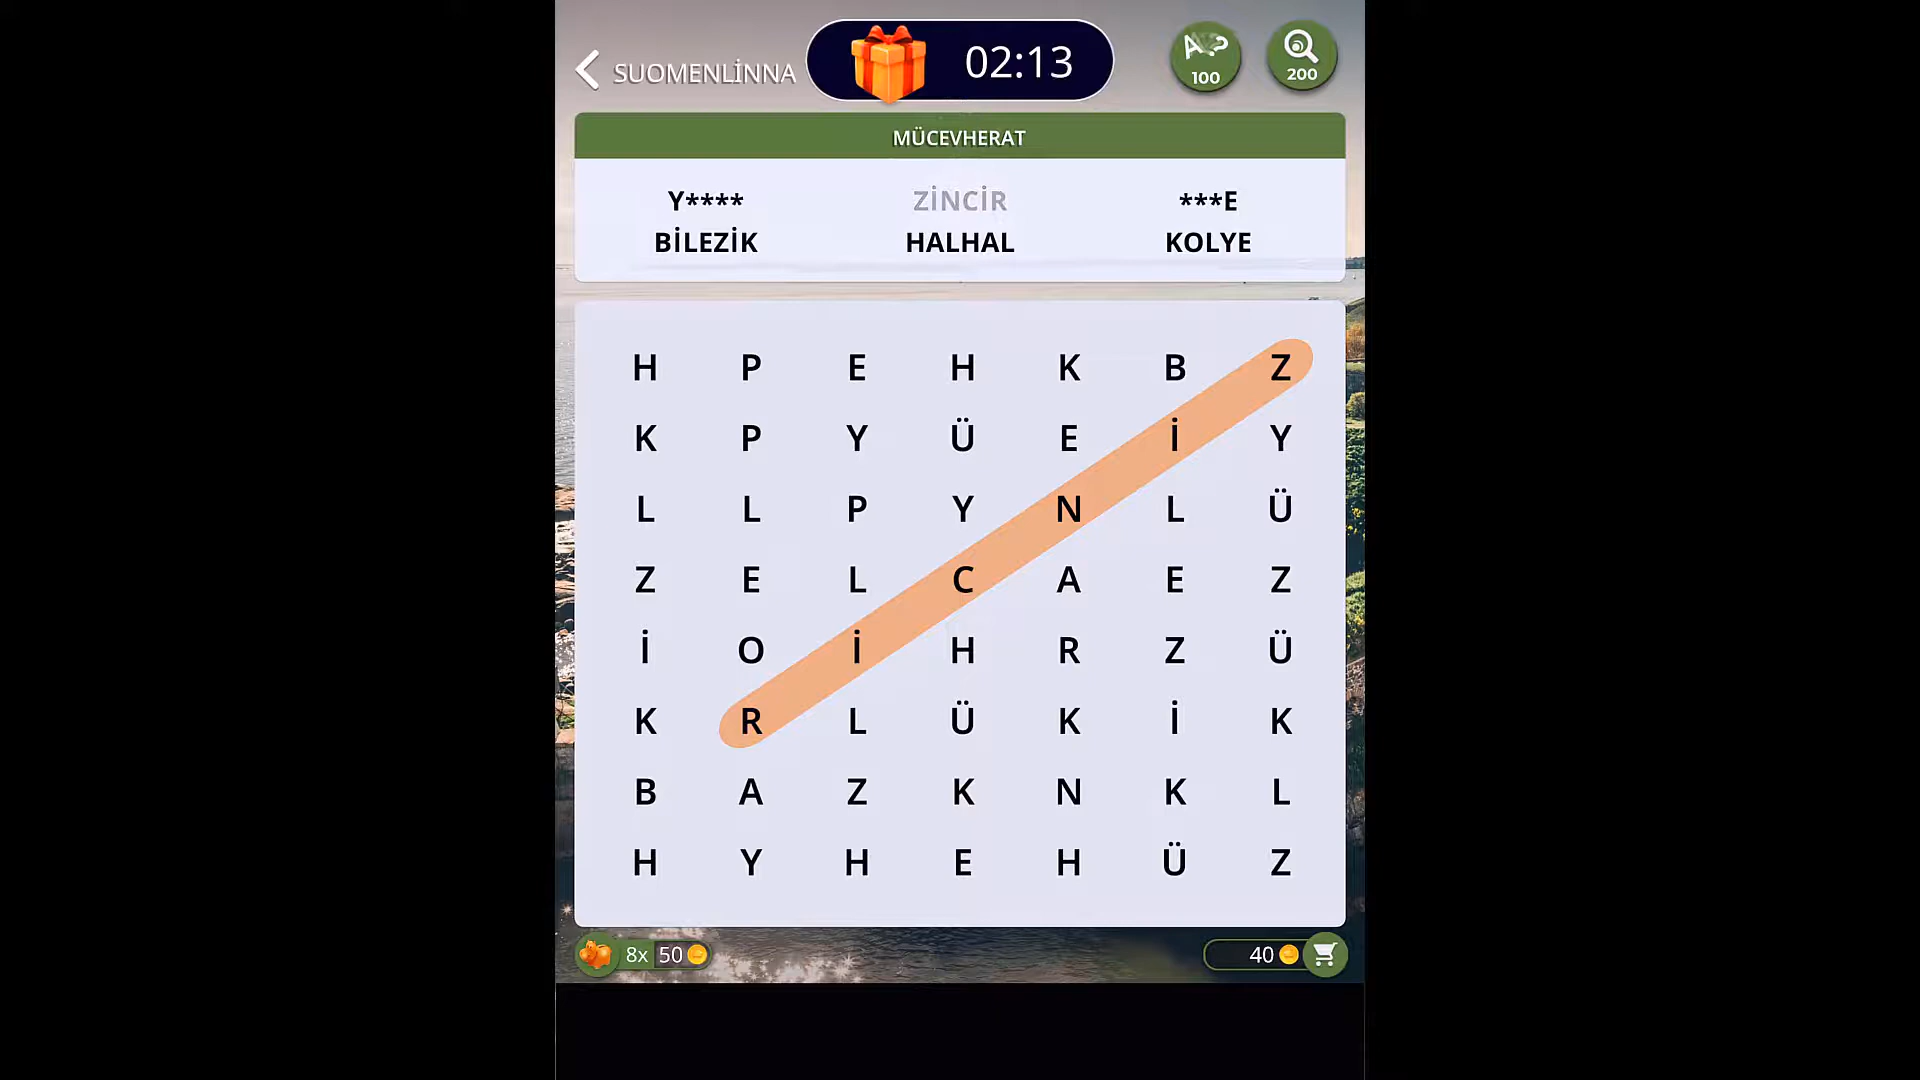 SUOMENLİNNA 02:13 A ? 100 200
MÜCEVHERAT
Y**** ZİNCİR ***E
BİLEZİK HALHAL KOLYE
H P E H K B Z
K P Y Ü E İ Y
L L P Y N L Ü
Z E L C A E Z
İ O İ H R Z Ü
K R L Ü K İ K
B A Z K N K L
H Y H E H Ü Z
8x 50 40